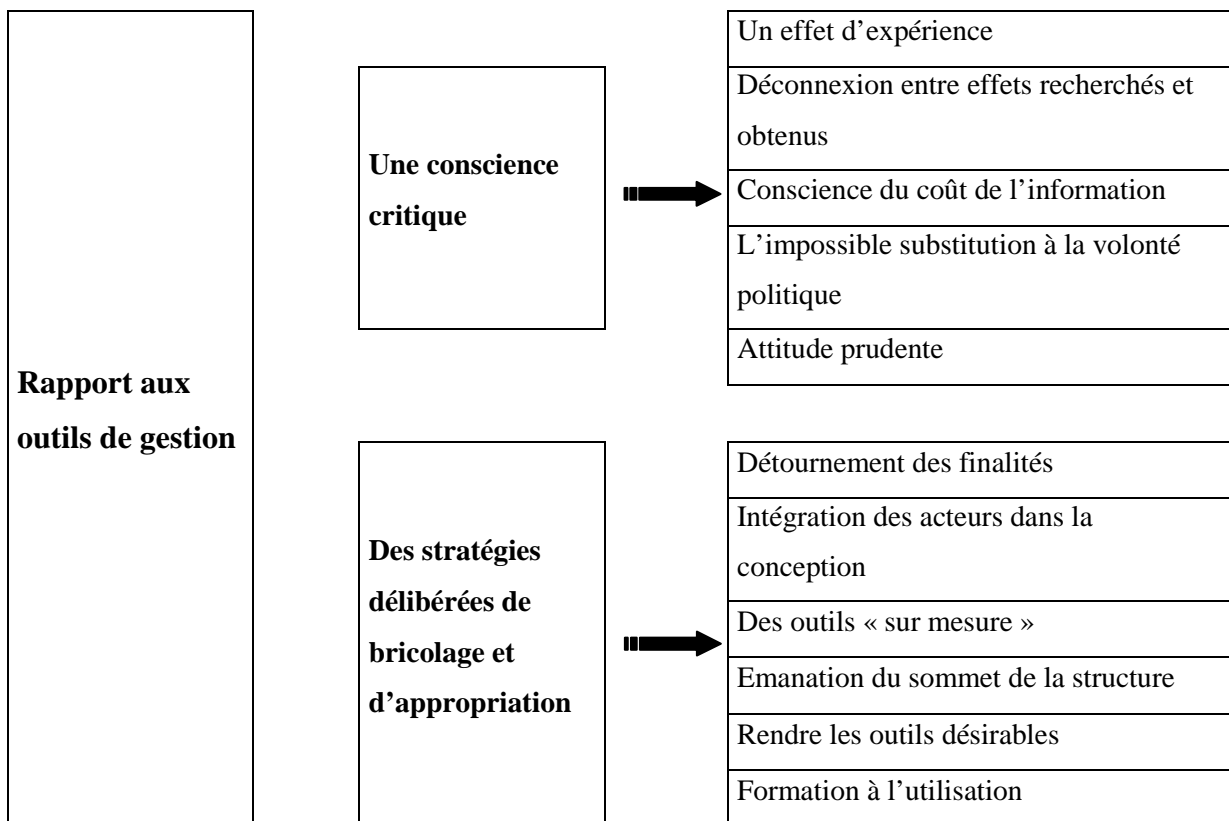 Rapport aux
outils de gestion
Une conscience
critique
Un effet d’expérience
Déconnexion entre effets recherchés et
obtenus
Conscience du coût de l’information
L’impossible substitution à la volonté
politique
Attitude prudente
Des stratégies
délibérées de
bricolage et
d’appropriation
Détournement des finalités
Intégration des acteurs dans la
conception
Des outils « sur mesure »
Emanation du sommet de la structure
Rendre les outils désirables
Formation à l’utilisation